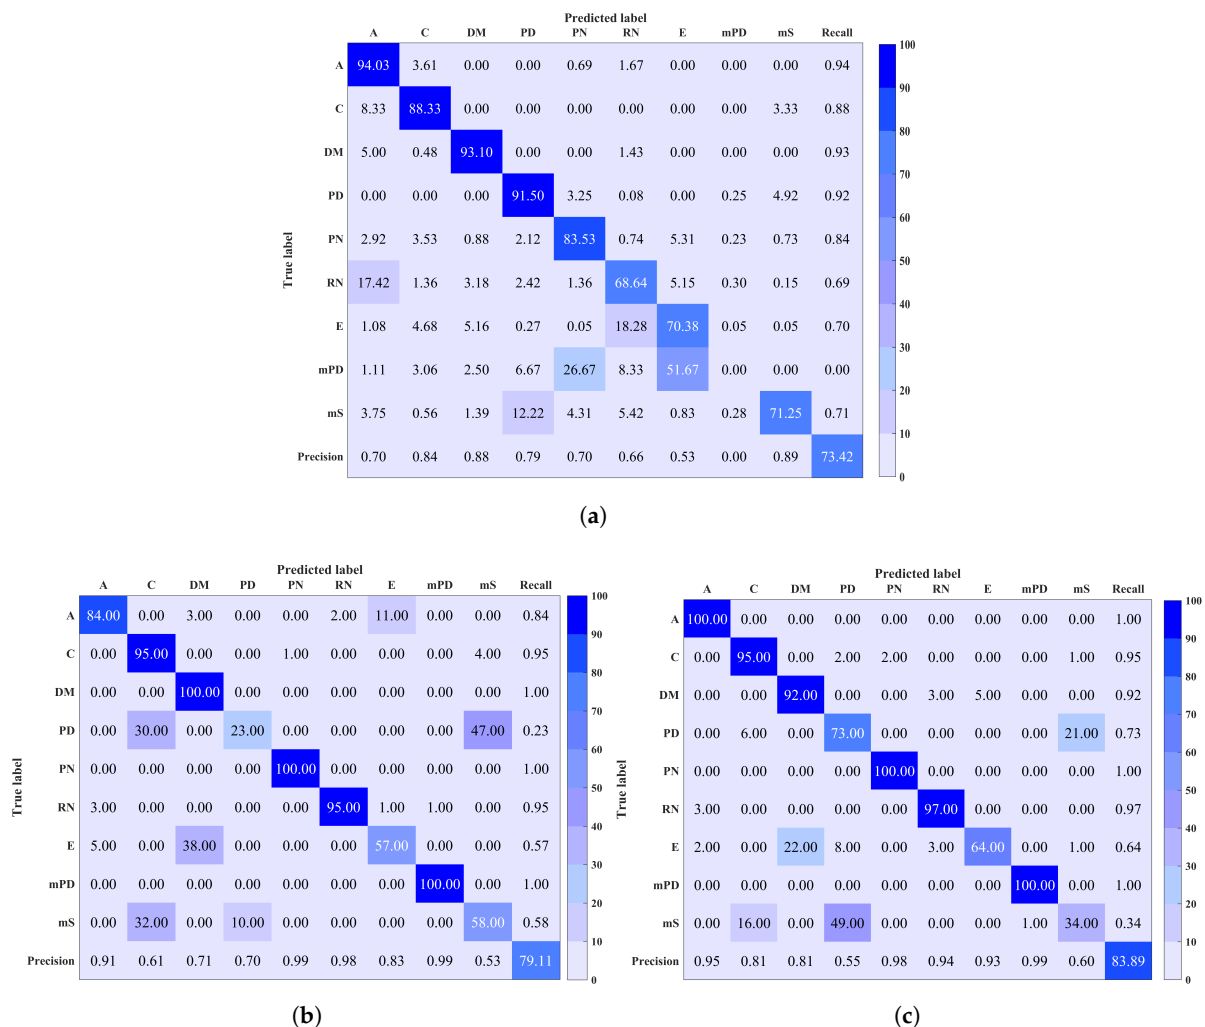 Predicted label
A C DM PD PN RN E mPD mS Recall
A 94.03 3.61 0.00 0.00 0.69 1.67 0.00 0.00 0.00 0.94
C 8.33 88.33 0.00 0.00 0.00 0.00 0.00 0.00 3.33 0.88
DM 5.00 0.48 93.10 0.00 0.00 1.43 0.00 0.00 0.00 0.93
PD 0.00 0.00 0.00 91.50 3.25 0.08 0.00 0.25 4.92 0.92
PN 2.92 3.53 0.88 2.12 83.53 0.74 5.31 0.23 0.73 0.84
RN 17.42 1.36 3.18 2.42 1.36 68.64 5.15 0.30 0.15 0.69
E 1.08 4.68 5.16 0.27 0.05 18.28 70.38 0.05 0.05 0.70
mPD 1.11 3.06 2.50 6.67 26.67 8.33 51.67 0.00 0.00 0.00
mS 3.75 0.56 1.39 12.22 4.31 5.42 0.83 0.28 71.25 0.71
Precision 0.70 0.84 0.88 0.79 0.70 0.66 0.53 0.00 0.89 73.42
True label
100
90
80
70
60
50
40
30
20
10
0
(a)
Predicted label
A C DM PD PN RN E mPD mS Recall
A 84.00 0.00 3.00 0.00 0.00 2.00 11.00 0.00 0.00 0.84
C 0.00 95.00 0.00 0.00 1.00 0.00 0.00 0.00 4.00 0.95
DM 0.00 0.00 100.00 0.00 0.00 0.00 0.00 0.00 0.00 1.00
PD 0.00 30.00 0.00 23.00 0.00 0.00 0.00 0.00 47.00 0.23
PN 0.00 0.00 0.00 0.00 100.00 0.00 0.00 0.00 0.00 1.00
RN 3.00 0.00 0.00 0.00 0.00 95.00 1.00 1.00 0.00 0.95
E 5.00 0.00 38.00 0.00 0.00 0.00 57.00 0.00 0.00 0.57
mPD 0.00 0.00 0.00 0.00 0.00 0.00 0.00 100.00 0.00 1.00
mS 0.00 32.00 0.00 10.00 0.00 0.00 0.00 0.00 58.00 0.58
Precision 0.91 0.61 0.71 0.70 0.99 0.98 0.83 0.99 0.53 79.11
True label
100
90
80
70
60
50
40
30
20
10
0
(b)
Predicted label
A C DM PD PN RN E mPD mS Recall
A 100.00 0.00 0.00 0.00 0.00 0.00 0.00 0.00 0.00 1.00
C 0.00 95.00 0.00 2.00 2.00 0.00 0.00 0.00 1.00 0.95
DM 0.00 0.00 92.00 0.00 0.00 3.00 5.00 0.00 0.00 0.92
PD 0.00 6.00 0.00 73.00 0.00 0.00 0.00 0.00 21.00 0.73
PN 0.00 0.00 0.00 0.00 100.00 0.00 0.00 0.00 0.00 1.00
RN 3.00 0.00 0.00 0.00 0.00 97.00 0.00 0.00 0.00 0.97
E 2.00 0.00 22.00 8.00 0.00 3.00 64.00 0.00 1.00 0.64
mPD 0.00 0.00 0.00 0.00 0.00 0.00 0.00 100.00 0.00 1.00
mS 0.00 16.00 0.00 49.00 0.00 0.00 0.00 1.00 34.00 0.34
Precision 0.95 0.81 0.81 0.55 0.98 0.94 0.93 0.99 0.60 83.89
True label
100
90
80
70
60
50
40
30
20
10
0
(c)